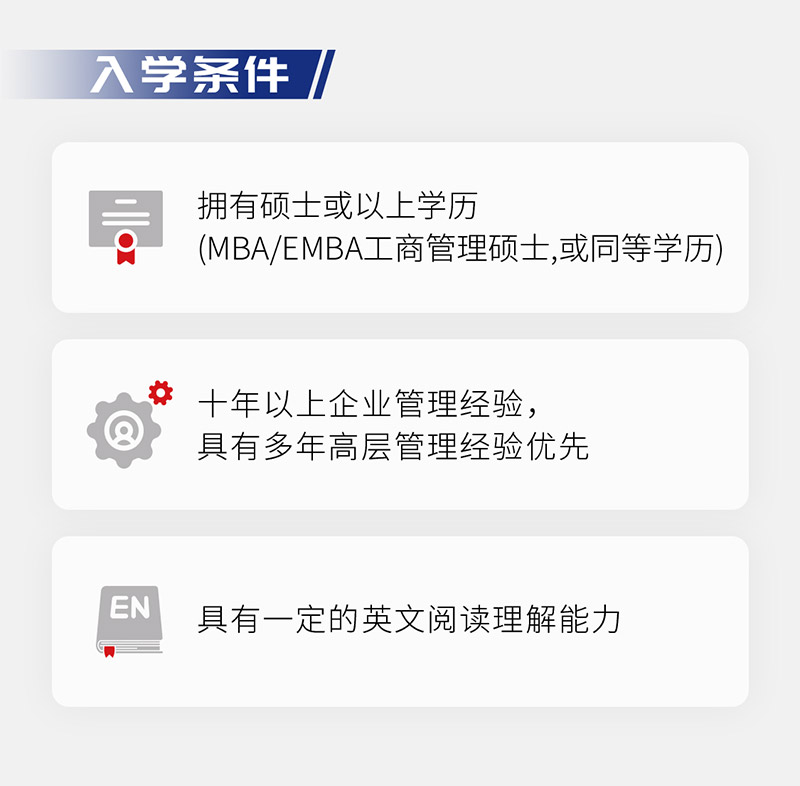 入学条件
拥有硕士或以上学历
(MBA/EMBA工商管理硕士,或同等学历)
十年以上企业管理经验，
具有多年高层管理经验优先
EN
具有一定的英文阅读理解能力